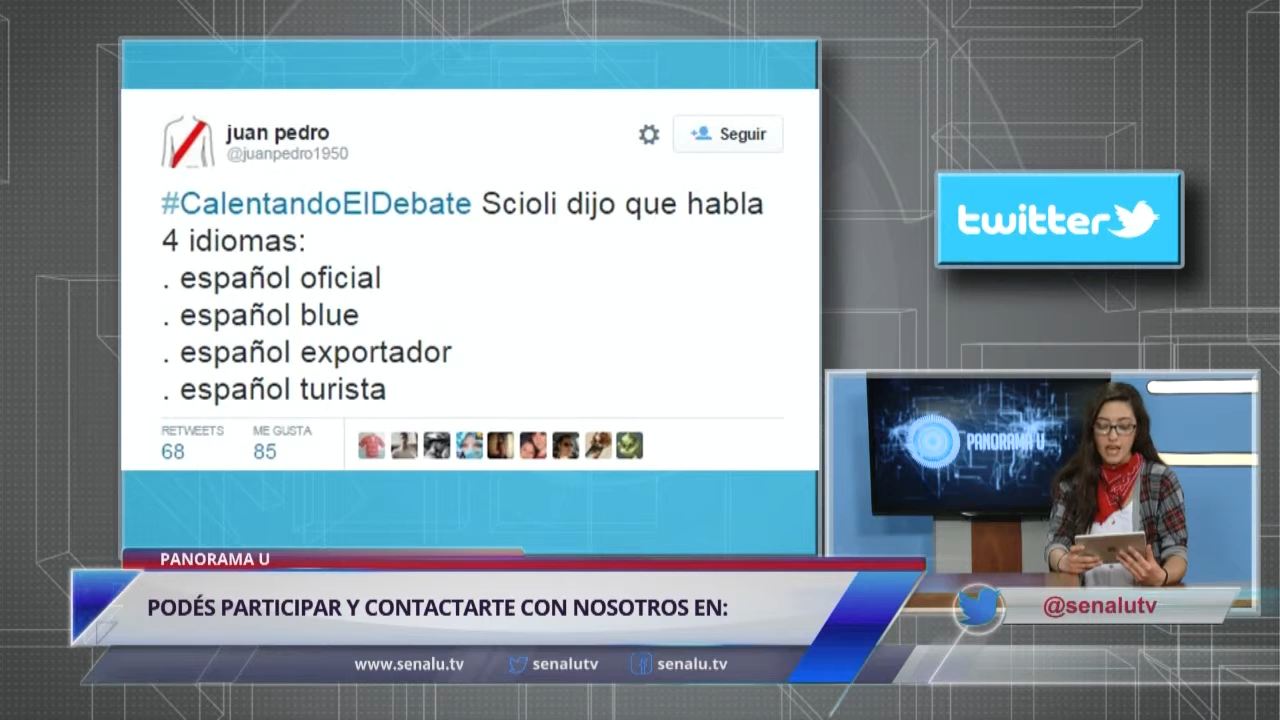 juan pedro
@juanpedro1950
Seguir
#CalentandoElDebate Scioli dijo que habla
4 idiomas:
. español oficial
. español blue
. español exportador
. español turista
RETWEETS
68
ME GUSTA
85
twitter
PANORAMA U
PANORAMA U
PODÉS PARTICIPAR Y CONTACTARTE CON NOSOTROS EN:
@senalutv
www.senalu.tv
senalutv
senalu.tv